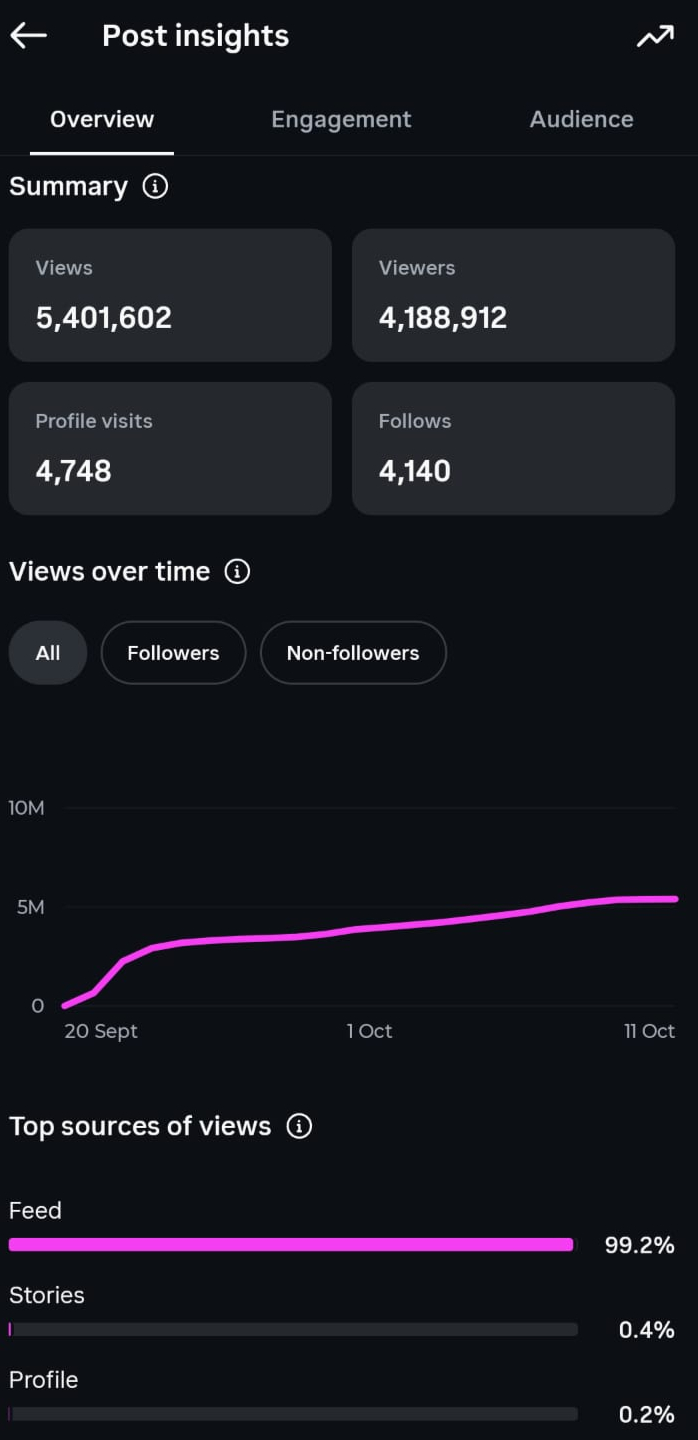 Post insights
Overview Engagement Audience
Summary
Views Viewers
5,401,602 4,188,912
Profile visits Follows
4,748 4,140
Views over time
All Followers Non-followers
10M
5M
0
20 Sept 1 Oct 11 Oct
Top sources of views
Feed
99.2%
Stories
0.4%
Profile
0.2%